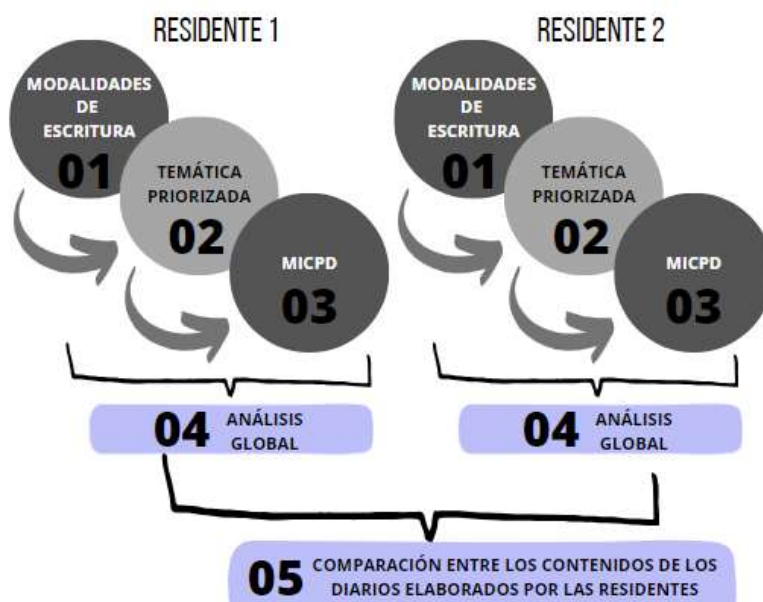 RESIDENTE 1
MODALIDADES
DE
ESCRITURA
01
TEMÁTICA
PRIORIZADA
02
MICPD
03
04 ANÁLISIS
GLOBAL
RESIDENTE 2
MODALIDADES
DE
ESCRITURA
01
TEMÁTICA
PRIORIZADA
02
MICPD
03
04 ANÁLISIS
GLOBAL
05 COMPARACIÓN ENTRE LOS CONTENIDOS DE LOS
DIARIOS ELABORADOS POR LAS RESIDENTES